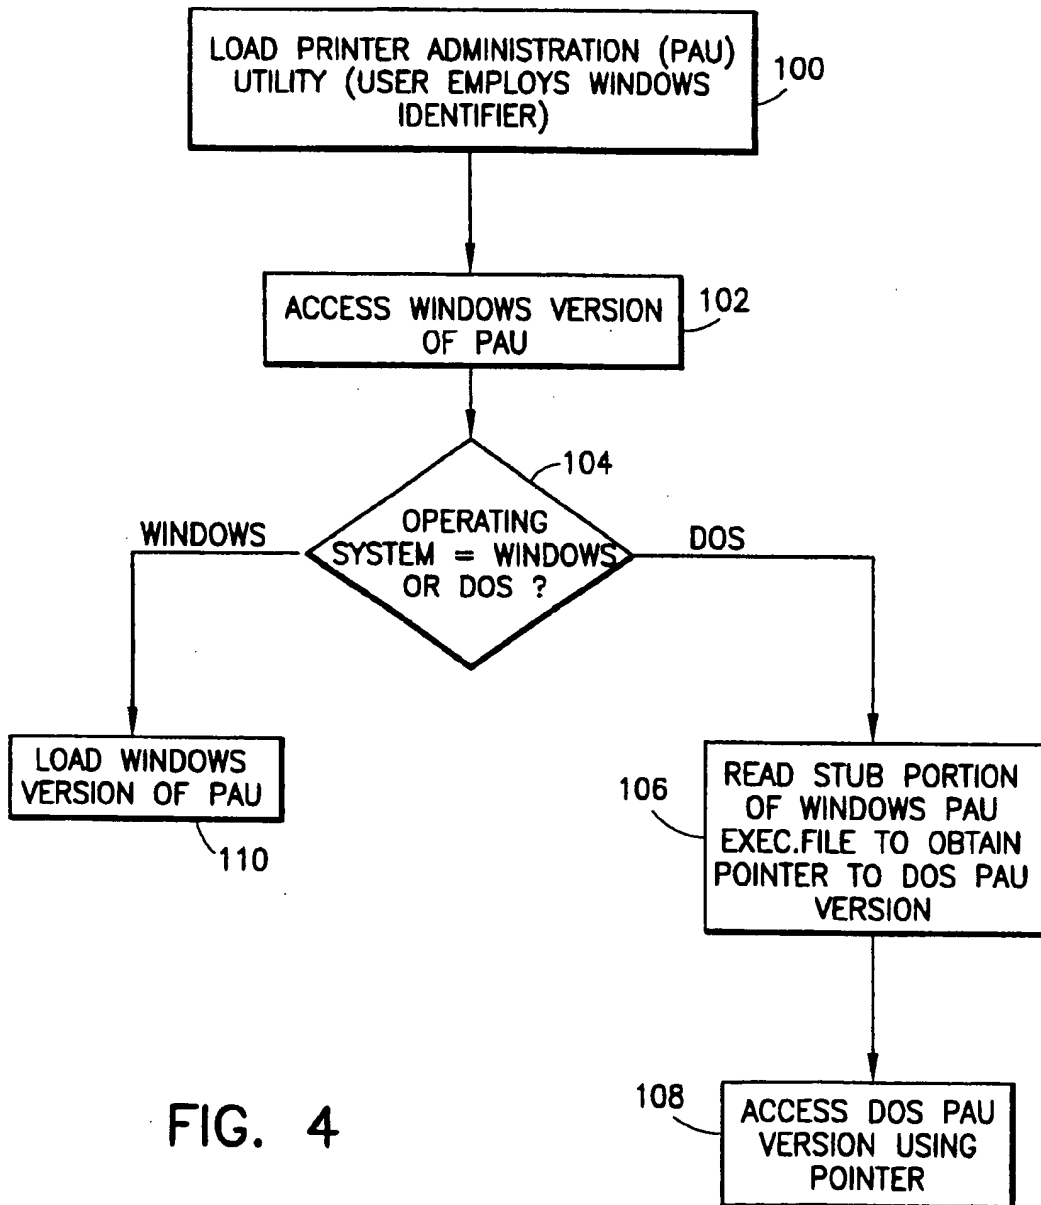 LOAD PRINTER ADMINISTRATION (PAU)
UTILITY (USER EMPLOYS WINDOWS
IDENTIFIER)
100
ACCESS WINDOWS VERSION
OF PAU
102
104
OPERATING
SYSTEM = WINDOWS
OR DOS ?
WINDOWS
DOS
LOAD WINDOWS
VERSION OF PAU
110
106
READ STUB PORTION
OF WINDOWS PAU
EXEC.FILE TO OBTAIN
POINTER TO DOS PAU
VERSION
108
ACCESS DOS PAU
VERSION USING
POINTER
FIG. 4